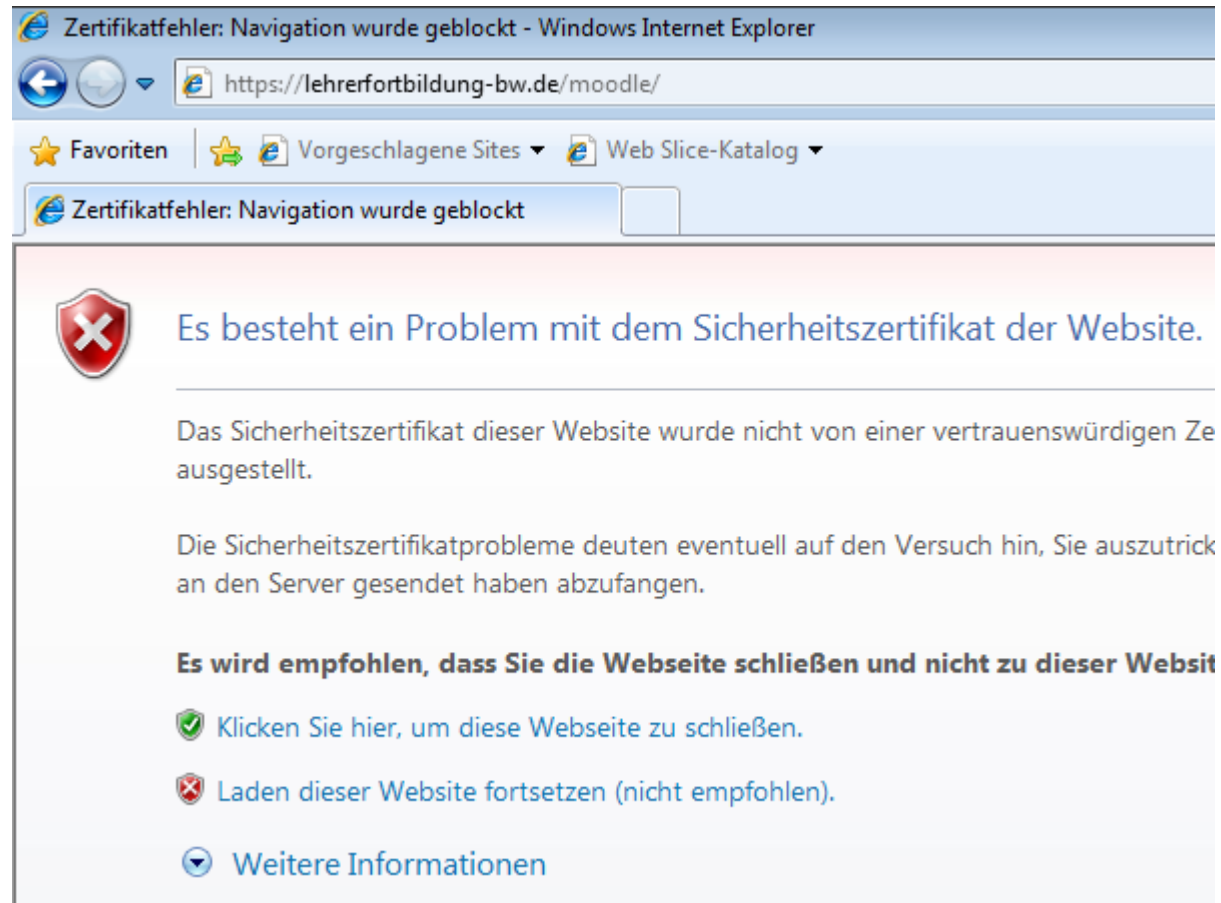 Zertifikatfehler: Navigation wurde geblockt - Windows Internet Explorer
https://lehrerfortbildung-bw.de/moodle/
Favoriten Vorgeschlagene Sites Web Slice-Katalog
Zertifikatfehler: Navigation wurde geblockt
Es besteht ein Problem mit dem Sicherheitszertifikat der Website.
Das Sicherheitszertifikat dieser Website wurde nicht von einer vertrauenswürdigen Ze
ausgestellt.
Die Sicherheitszertifikatprobleme deuten eventuell auf den Versuch hin, Sie auszutrick
an den Server gesendet haben abzufangen.
Es wird empfohlen, dass Sie die Webseite schließen und nicht zu dieser Websit
Klicken Sie hier, um diese Webseite zu schließen.
Laden dieser Website fortsetzen (nicht empfohlen).
Weitere Informationen